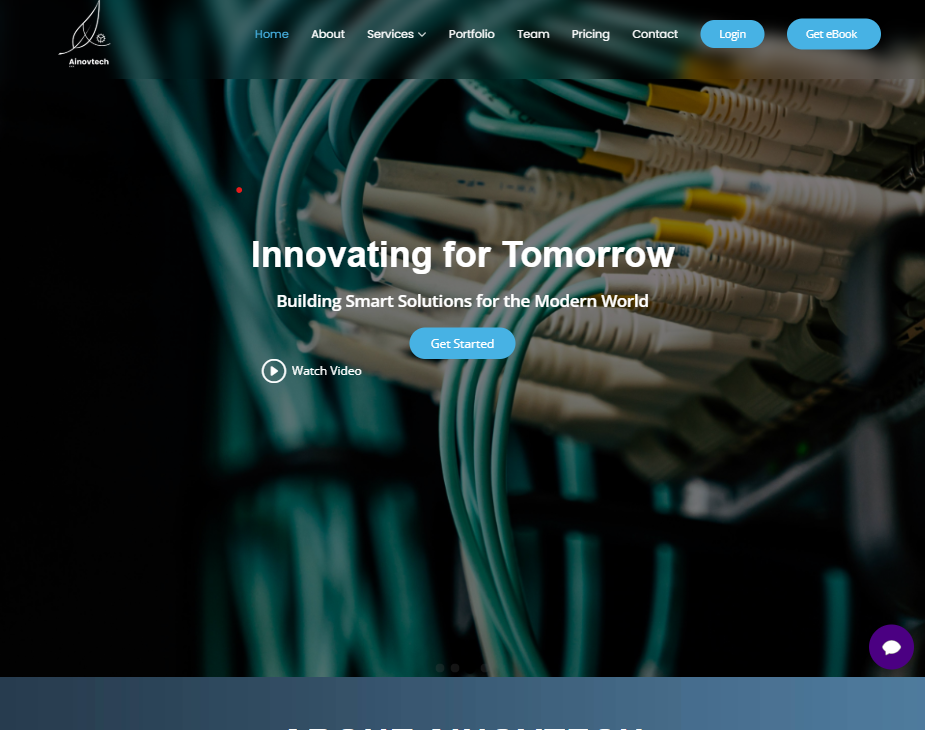 Ainovtech
Home About Services Portfolio Team Pricing Contact Login Get eBook
Innovating for Tomorrow
Building Smart Solutions for the Modern World
Get Started
Watch Video